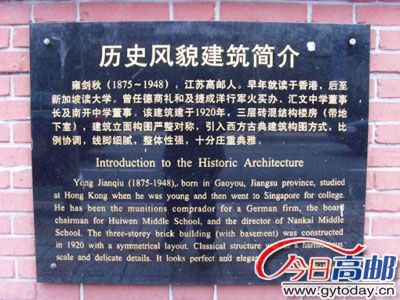 历史风貌建筑简介
雍剑秋（1875～1948），江苏高邮人，早年就读于香港，后至
新加坡读大学。曾任德商礼和及捷成洋行军火买办、汇文中学董事
长及南开中学董事。该建筑建于1920年，三层砖混结构楼房（带地
下室），建筑立面构图严整对称，引入西方古典建筑构图方式，比
例协调，线脚细腻，整体性强，十分庄重典雅。
Introduction to the Historic Architecture
Yong Jianqiu (1875-1948), born in Gaoyou, Jiangsu province, studied
at Hong Kong when he was young and then went to Singapore for college.
He has been the munitions comprador for a German firm, the board
chairman for Huiwen Middle School, and the director of Nankai Middle
School. The three-storey brick building (with basement) was constructed
in 1920 with a symmetrical layout. Classical structure a harmonious
scale and delicate details. It looks perfect and elegant
今日高邮
www.gytoday.cn